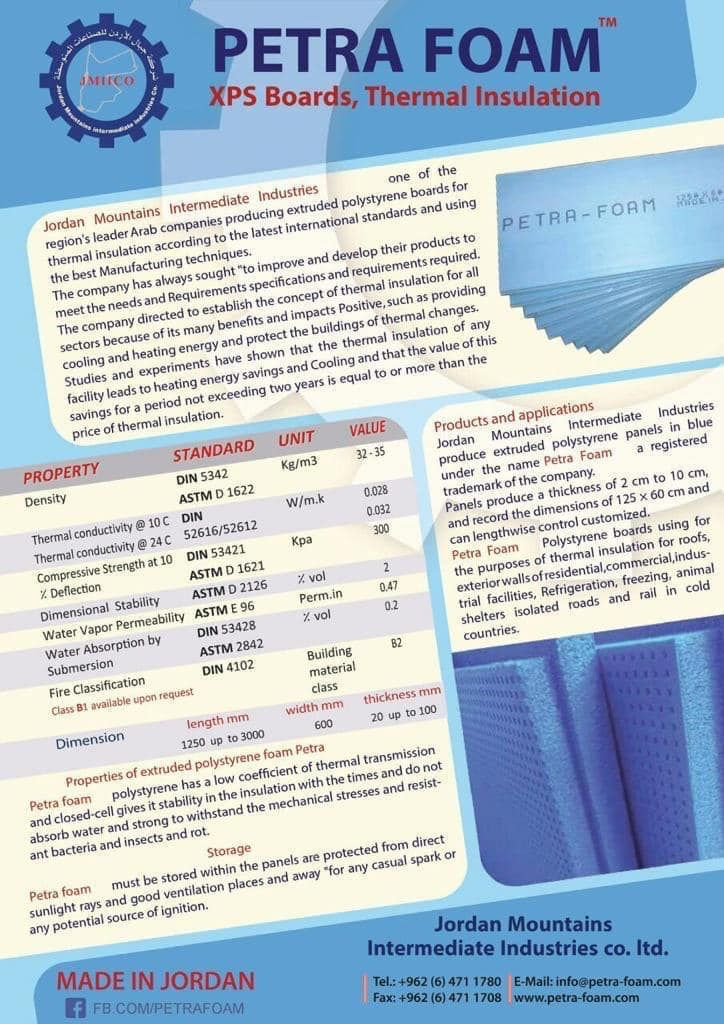 شركة جبال الأردن للصناعات المتوسطة
JMIICO
Jordan Mountains Intermediate Industries Co.
PETRA FOAM™
XPS Boards, Thermal Insulation
Jordan Mountains Intermediate Industries one of the
region's leader Arab companies producing extruded polystyrene boards for
thermal insulation according to the latest international standards and using
the best Manufacturing techniques.
The company has always sought "to improve and develop their products to
meet the needs and Requirements specifications and requirements required.
The company directed to establish the concept of thermal insulation for all
sectors because of its many benefits and impacts Positive, such as providing
cooling and heating energy and protect the buildings of thermal changes.
Studies and experiments have shown that the thermal insulation of any
facility leads to heating energy savings and Cooling and that the value of this
savings for a period not exceeding two years is equal to or more than the
price of thermal insulation.
PETRA-FOAM
PROPERTY STANDARD UNIT VALUE
Density DIN 5342 Kg/m3 32 - 35
ASTM D 1622
Thermal conductivity @ 10 C DIN W/m.k 0.028
Thermal conductivity @ 24 C 52616/52612 0.032
Compressive Strength at 10 DIN 53421 Kpa 300
% Deflection ASTM D 1621
Dimensional Stability ASTM D 2126 % vol 2
Water Vapor Permeability ASTM E 96 Perm.in 0.47
Water Absorption by DIN 53428 % vol 0.2
Submersion ASTM 2842
Fire Classification DIN 4102 Building B2
Class B1 available upon request material
class
Dimension length mm width mm thickness mm
1250 up to 3000 600 20 up to 100
Products and applications
Jordan Mountains Intermediate Industries
produce extruded polystyrene panels in blue
under the name Petra Foam a registered
trademark of the company.
Panels produce a thickness of 2 cm to 10 cm,
and record the dimensions of 125 × 60 cm and
can lengthwise control customized.
Petra Foam Polystyrene boards using for
the purposes of thermal insulation for roofs,
exterior walls of residential, commercial, indus-
trial facilities, Refrigeration, freezing, animal
shelters isolated roads and rail in cold
countries.
Properties of extruded polystyrene foam Petra
Petra foam polystyrene has a low coefficient of thermal transmission
and closed-cell gives it stability in the insulation with the times and do not
absorb water and strong to withstand the mechanical stresses and resist-
ant bacteria and insects and rot.
Storage
Petra foam must be stored within the panels are protected from direct
sunlight rays and good ventilation places and away "for any casual spark or
any potential source of ignition.
Jordan Mountains
Intermediate Industries co. ltd.
MADE IN JORDAN
FB.COM/PETRAFOAM
Tel.: +962 (6) 471 1780 E-Mail: info@petra-foam.com
Fax: +962 (6) 471 1708 www.petra-foam.com